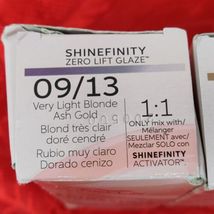 SHINEFINITY
ZERO LIFT GLAZE™
09/13
Very Light Blonde
Ash Gold
Blond très clair
doré cendré
Rubio muy claro
Dorado cenizo
1:1
ONLY mix with/
Mélanger
SEULEMENT avec/
Mezclar SOLO con
SHINEFINITY
ACTIVATOR™